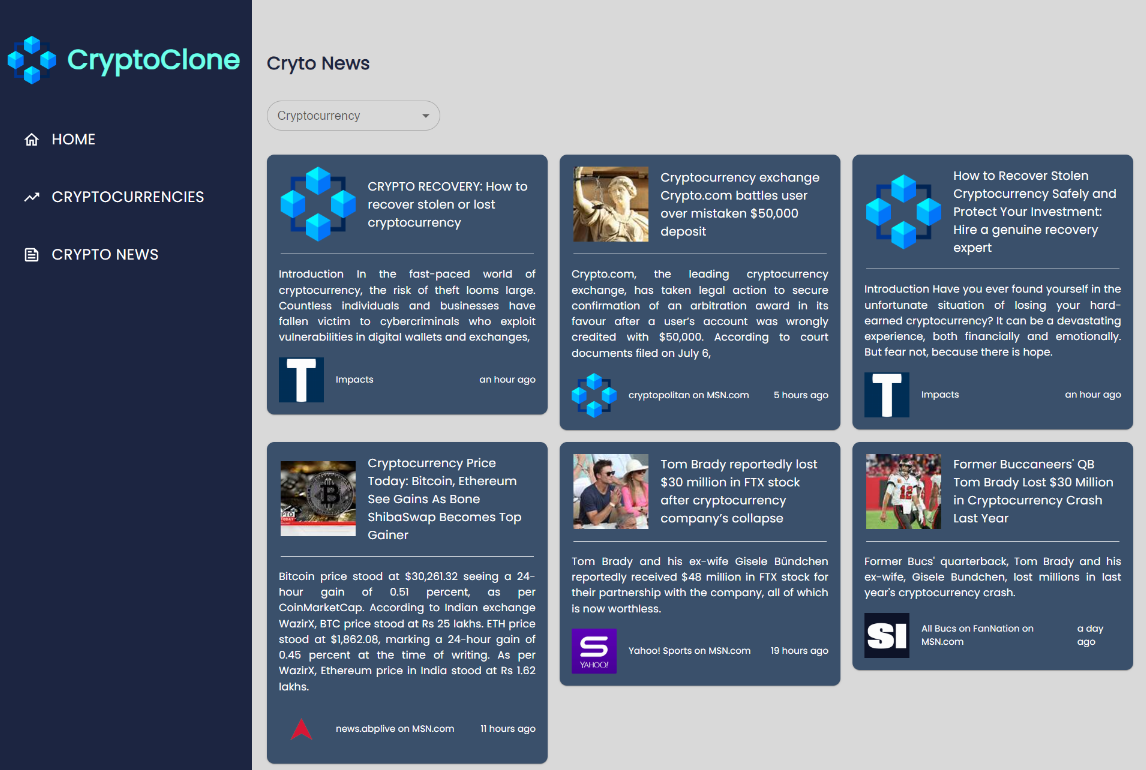 CryptoClone
HOME
CRYPTOCURRENCIES
CRYPTO NEWS
Cryto News
Cryptocurrency
CRYPTO RECOVERY: How to
recover stolen or lost
cryptocurrency
Introduction In the fast-paced world of
cryptocurrency, the risk of theft looms large.
Countless individuals and businesses have
fallen victim to cybercriminals who exploit
vulnerabilities in digital wallets and exchanges,
T
Impacts
an hour ago
Cryptocurrency exchange
Crypto.com battles user
over mistaken $50,000
deposit
Crypto.com, the leading cryptocurrency
exchange, has taken legal action to secure
confirmation of an arbitration award in its
favour after a user's account was wrongly
credited with $50,000. According to court
documents filed on July 6,
cryptopolitan on MSN.com
5 hours ago
How to Recover Stolen
Cryptocurrency Safely and
Protect Your Investment:
Hire a genuine recovery
expert
Introduction Have you ever found yourself in the
unfortunate situation of losing your hard-
earned cryptocurrency? It can be a devastating
experience, both financially and emotionally.
But fear not, because there is hope.
T
Impacts
an hour ago
Cryptocurrency Price
Today: Bitcoin, Ethereum
See Gains As Bone
ShibaSwap Becomes Top
Gainer
Bitcoin price stood at $30,261.32 seeing a 24-
hour gain of 0.51 percent, as per
CoinMarketCap. According to Indian exchange
WazirX, BTC price stood at Rs 25 lakhs. ETH price
stood at $1,862.08, marking a 24-hour gain of
0.45 percent at the time of writing. As per
WazirX, Ethereum price in India stood at Rs 1.62
lakhs.
news.abplive on MSN.com
11 hours ago
Tom Brady reportedly lost
$30 million in FTX stock
after cryptocurrency
company's collapse
Tom Brady and his ex-wife Gisele Bündchen
reportedly received $48 million in FTX stock for
their partnership with the company, all of which
is now worthless.
S
YAHOO!
Yahoo! Sports on MSN.com
19 hours ago
12
Former Buccaneers' QB
Tom Brady Lost $30 Million
in Cryptocurrency Crash
Last Year
Former Bucs' quarterback, Tom Brady and his
ex-wife, Gisele Bundchen, lost millions in last
year's cryptocurrency crash.
SI
All Bucs on FanNation on
MSN.com
a day
ago